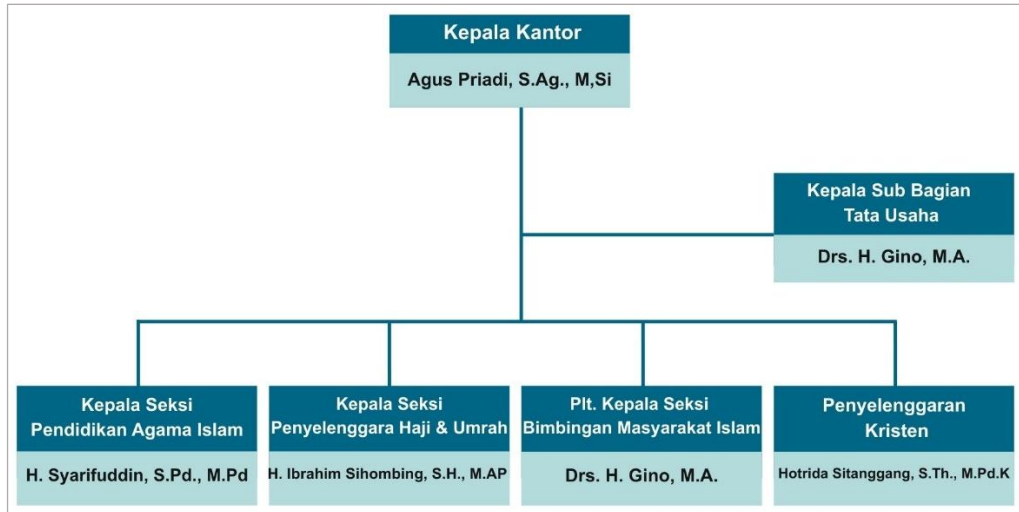 Kepala Kantor
Agus Priadi, S.Ag., M,Si
Kepala Sub Bagian
Tata Usaha
Drs. H. Gino, M.A.
Kepala Seksi
Pendidikan Agama Islam
H. Syarifuddin, S.Pd., M.Pd
Kepala Seksi
Penyelenggara Haji & Umrah
H. Ibrahim Sihombing, S.H., M.AP
Plt. Kepala Seksi
Bimbingan Masyarakat Islam
Drs. H. Gino, M.A.
Penyelenggaran
Kristen
Hotrida Sitanggang, S.Th., M.Pd.K